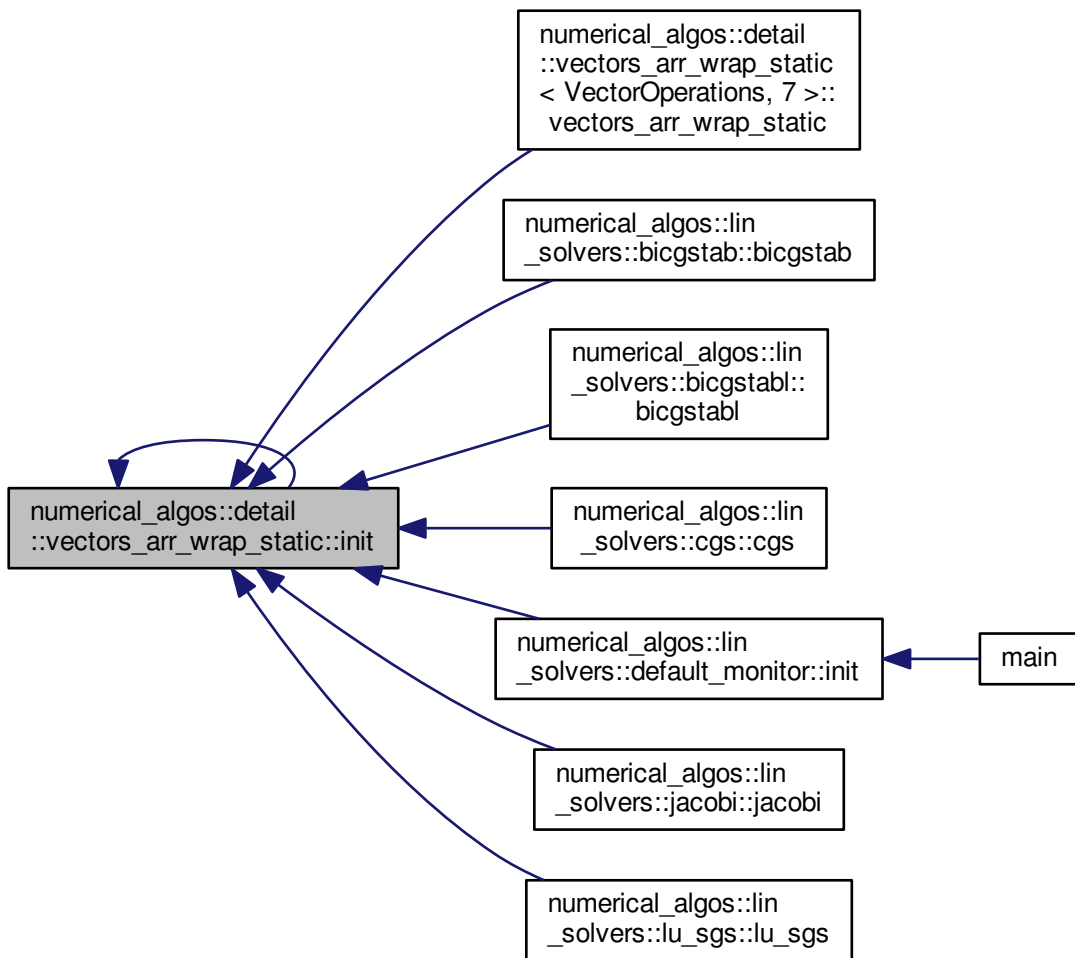 numerical_algos::detail
::vectors_arr_wrap_static
< VectorOperations, 7 >::
vectors_arr_wrap_static
numerical_algos::lin
_solvers::bicgstab::bicgstab
numerical_algos::lin
_solvers::bicgstabl::
bicgstabl
numerical_algos::detail
::vectors_arr_wrap_static::init
numerical_algos::lin
_solvers::cgs::cgs
numerical_algos::lin
_solvers::default_monitor::init
main
numerical_algos::lin
_solvers::jacobi::jacobi
numerical_algos::lin
_solvers::lu_sgs::lu_sgs